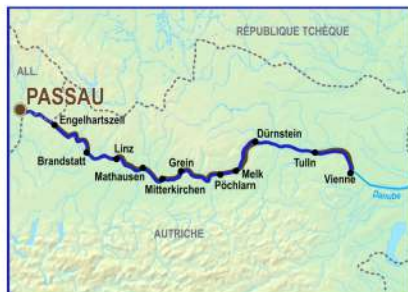 RÉPUBLIQUE TCHÈQUE
ALL.
PASSAU
Engelhartszell
Brandstatt
Linz
Mathausen
Mitterkirchen
Grein
Pöchlarn
Melk
Dürnstein
Tulln
Vienne
Danube
AUTRICHE